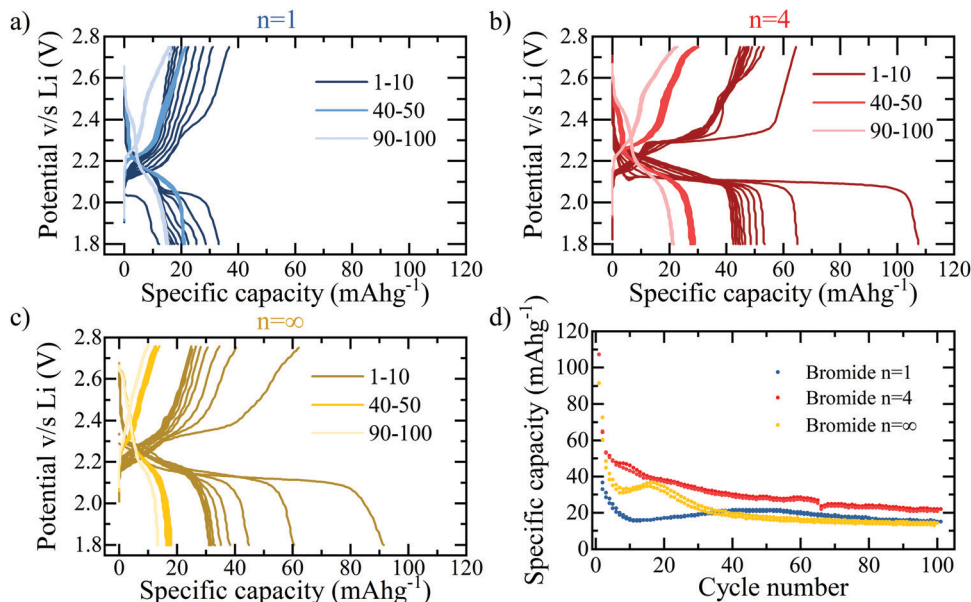 a)
n=1
Potential v/s Li (V)
2.8
2.6
2.4
2.2
2.0
1.8
1-10
40-50
90-100
0 20 40 60 80 100 120
Specific capacity (mAhg⁻¹)
b)
n=4
Potential v/s Li (V)
2.8
2.6
2.4
2.2
2.0
1.8
1-10
40-50
90-100
0 20 40 60 80 100 120
Specific capacity (mAhg⁻¹)
c)
n=∞
Potential v/s Li (V)
2.8
2.6
2.4
2.2
2.0
1.8
1-10
40-50
90-100
0 20 40 60 80 100 120
Specific capacity (mAhg⁻¹)
d)
Specific capacity (mAhg⁻¹)
120
100
80
60
40
20
0
Bromide n=1
Bromide n=4
Bromide n=∞
0 20 40 60 80 100
Cycle number